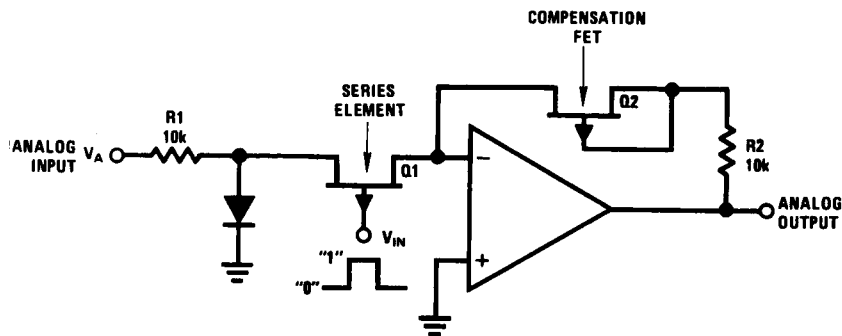 COMPENSATION
FET
SERIES
ELEMENT
Q2
R1
10k
R2
10k
ANALOG
INPUT
VA
Q1
−
VIN
ANALOG
OUTPUT
"1"
"0"
+